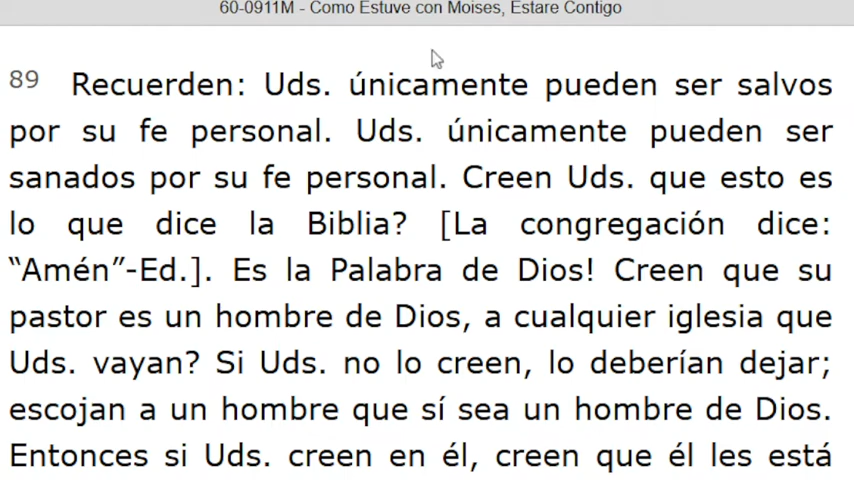 60-0911M - Como Estuve con Moises, Estare Contigo
89 Recuerden: Uds. únicamente pueden ser salvos
por su fe personal. Uds. únicamente pueden ser
sanados por su fe personal. Creen Uds. que esto es
lo que dice la Biblia? [La congregación dice:
“Amén”-Ed.]. Es la Palabra de Dios! Creen que su
pastor es un hombre de Dios, a cualquier iglesia que
Uds. vayan? Si Uds. no lo creen, lo deberían dejar;
escojan a un hombre que sí sea un hombre de Dios.
Entonces si Uds. creen en él, creen que él les está